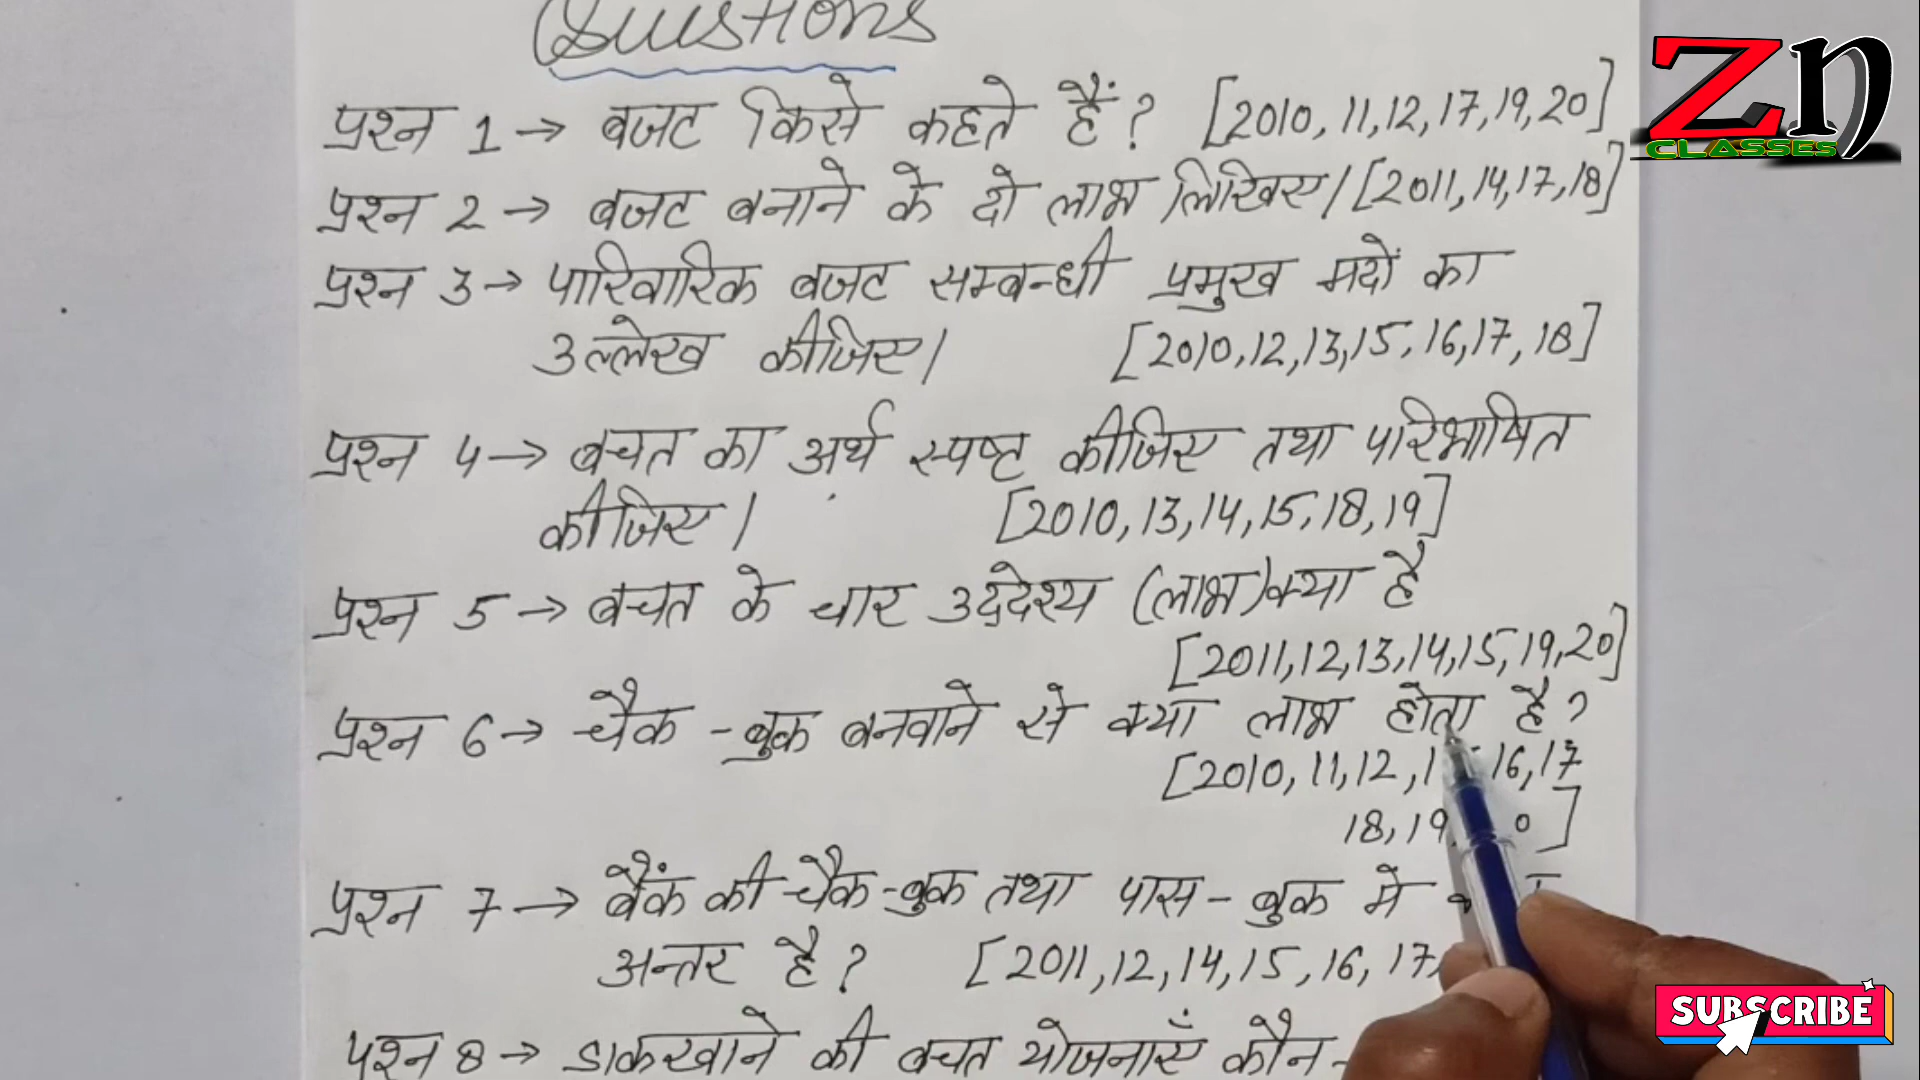 Questions
प्रश्न 1 → बजट किसे कहते हैं? [2010, 11, 12, 17, 19, 20]
प्रश्न 2 → बजट बनाने के दो लाभ लिखिए। [2011, 14, 17, 18]
प्रश्न 3 → पारिवारिक बजट सम्बन्धी प्रमुख मदों का
उल्लेख कीजिए। [2010, 12, 13, 15, 16, 17, 18]
प्रश्न 4 → बचत का अर्थ स्पष्ट कीजिए तथा परिभाषित
कीजिए। [2010, 13, 14, 15, 18, 19]
प्रश्न 5 → बचत के चार उद्देश्य (लाभ) क्या है
[2011, 12, 13, 14, 15, 19, 20]
प्रश्न 6 → चैक - बुक बनवाने से क्या लाभ होता है?
[2010, 11, 12, 16, 17
18, 19, ]
प्रश्न 7 → बैंक की चैक - बुक तथा पास - बुक में
अन्तर है? [2011, 12, 14, 15, 16, 17,
प्रश्न 8 → डाकखाने की बचत योजनाएँ कौन -
Zn
CLASSES
SUBSCRIBE